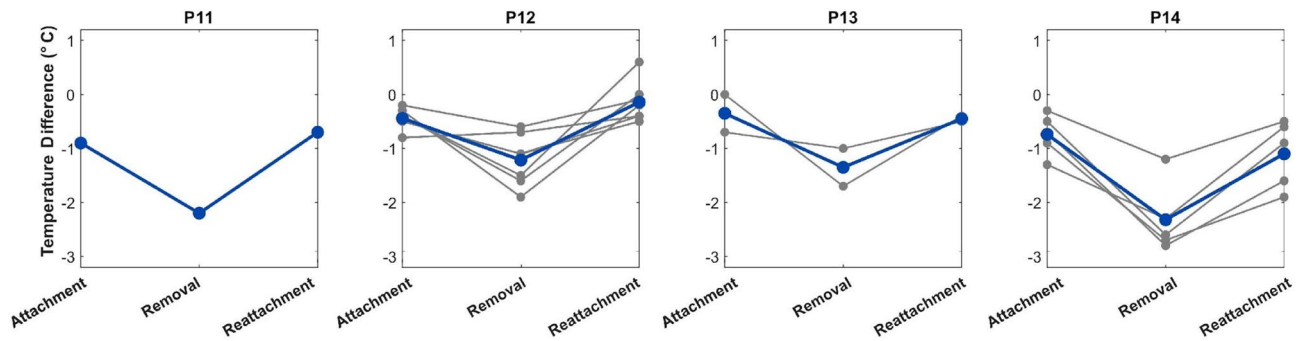 P11
P12
P13
P14
Temperature Difference (° C)
1
0
-1
-2
-3
Attachment
Removal
Reattachment
1
0
-1
-2
-3
Attachment
Removal
Reattachment
1
0
-1
-2
-3
Attachment
Removal
Reattachment
1
0
-1
-2
-3
Attachment
Removal
Reattachment